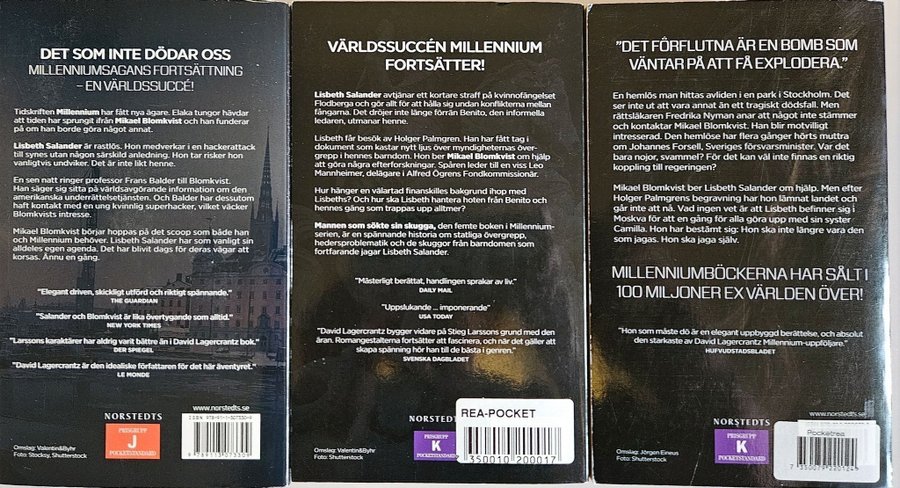 DET SOM INTE DÖDAR OSS
MILLENNIUMSAGANS FORTSÄTTNING
– EN VÄRLDSSUCCÉ!
Tidskriften Millennium har fått nya ägare. Elaka tungor hävdar
att tiden har sprungit ifrån Mikael Blomkvist och han funderar
på om han borde göra något annat.
Lisbeth Salander är rastlös. Hon medverkar i en hackerattack
till synes utan någon särskild anledning. Hon tar risker hon
vanligtvis undviker. Det är inte likt henne.
En sen natt ringer professor Frans Balder till Blomkvist.
Han säger sig sitta på världsavgörande information om den
amerikanska underrättelsetjänsten. Och Balder har dessutom
haft kontakt med en ung kvinnlig superhacker, vilket väcker
Blomkvists intresse.
Mikael Blomkvist börjar hoppas på det scoop som både han
och Millennium behöver. Lisbeth Salander har som vanligt sin
alldeles egen agenda. Det har blivit dags för deras vägar att
korsas. Ännu en gång.
"Elegant driven, skickligt utförd och riktigt spännande."
THE GUARDIAN
"Salander och Blomkvist är lika övertygande som alltid."
NEW YORK TIMES
"Larssons karaktärer har aldrig varit bättre än i David Lagercrantz bok."
DER SPIEGEL
"David Lagercrantz är den idealiske författaren för det här äventyret."
LE MONDE
NORSTEDTS
www.norstedts.se
ISBN 978-91-1-307330-9
PRISGRUPP
J
POCKETSTANDARD
9 789113 073309
Omslag: Valentin&Byhr
Foto: Stocksy, Shutterstock
VÄRLDSSUCCÉN MILLENNIUM
FORTSÄTTER!
Lisbeth Salander avtjänar ett kortare straff på kvinnofängelset
Flodberga och gör allt för att hålla sig undan konflikterna mellan
fångarna. Det dröjer inte länge förrän Benito, den informella
ledaren, utmanar henne.
Lisbeth får besök av Holger Palmgren. Han har fått tag i
dokument som kastar nytt ljus över myndigheternas över-
grepp i hennes barndom. Hon ber Mikael Blomkvist om hjälp
att göra några efterforskningar. Spåren leder till en viss Leo
Mannheimer, delägare i Alfred Ögrens Fondkommissionär.
Hur hänger en välartad finanskilles bakgrund ihop med
Lisbeths? Och hur ska Lisbeth hantera hoten från Benito och
hennes gäng som trappas upp alltmer?
Mannen som sökte sin skugga, den femte boken i Millennium-
serien, är en spännande historia om statliga övergrepp,
hedersproblematik och de skuggor från barndomen som
fortfarande jagar Lisbeth Salander.
"Mästerligt berättat, handlingen sprakar av liv."
DAILY MAIL
"Uppslukande ... imponerande"
USA TODAY
"David Lagercrantz bygger vidare på Stieg Larssons grund med den
äran. Romangestalterna fortsätter att fascinera, och när det gäller
att skapa spänning hör han till de bästa i genren."
SVENSKA DAGBLADET
NORSTEDTS
REA-POCKET
PRISGRUPP
K
POCKETSTANDARD
350010 200017
Omslag: Valentin&Byhr
Foto: Shutterstock
"DET FÖRFLUTNA ÄR EN BOMB SOM
VÄNTAR PÅ ATT FÅ EXPLODERA."
En hemlös man hittas avliden i en park i Stockholm. Det
ser inte ut att vara annat än ett tragiskt dödsfall. Men
rättsläkaren Fredrika Nyman anar att något inte stämmer
och kontaktar Mikael Blomkvist. Han blir motvilligt
intresserad. Den hemlöse har flera gånger hörts muttra
om Johannes Forsell, Sveriges försvarsminister. Var det
bara nojor, svammel? För det kan väl inte finnas en riktig
koppling till regeringen?
Mikael Blomkvist ber Lisbeth Salander om hjälp. Men efter
Holger Palmgrens begravning har hon lämnat landet och
går inte att nå. Vad ingen vet är att Lisbeth befinner sig i
Moskva för att en gång för alla göra upp med sin syster
Camilla. Hon har bestämt sig: Hon ska inte längre vara den
som jagas. Hon ska jaga själv.
MILLENNIUMBÖCKERNA HAR SÅLT I
100 MILJONER EX VÄRLDEN ÖVER!
"Hon som måste dö är en elegant uppbyggd berättelse, och absolut
den starkaste av David Lagercrantz Millennium-uppföljare."
HUFVUDSTADSBLADET
NORSTEDTS
www.norstedts.se
PRISGRUPP
K
POCKETSTANDARD
Pocketrea
7 350079 220124
Omslag: Jörgen Einéus
Foto: Shutterstock